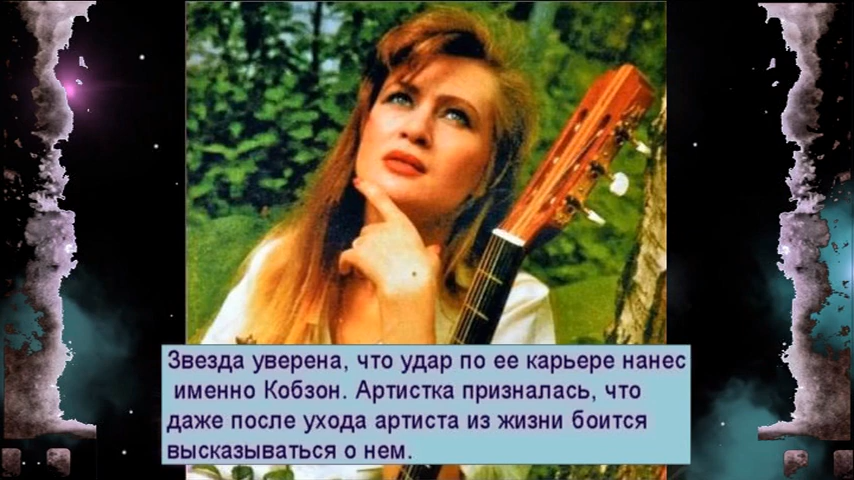 Звезда уверена, что удар по ее карьере нанес
именно Кобзон. Артистка призналась, что
даже после ухода артиста из жизни боится
высказываться о нем.